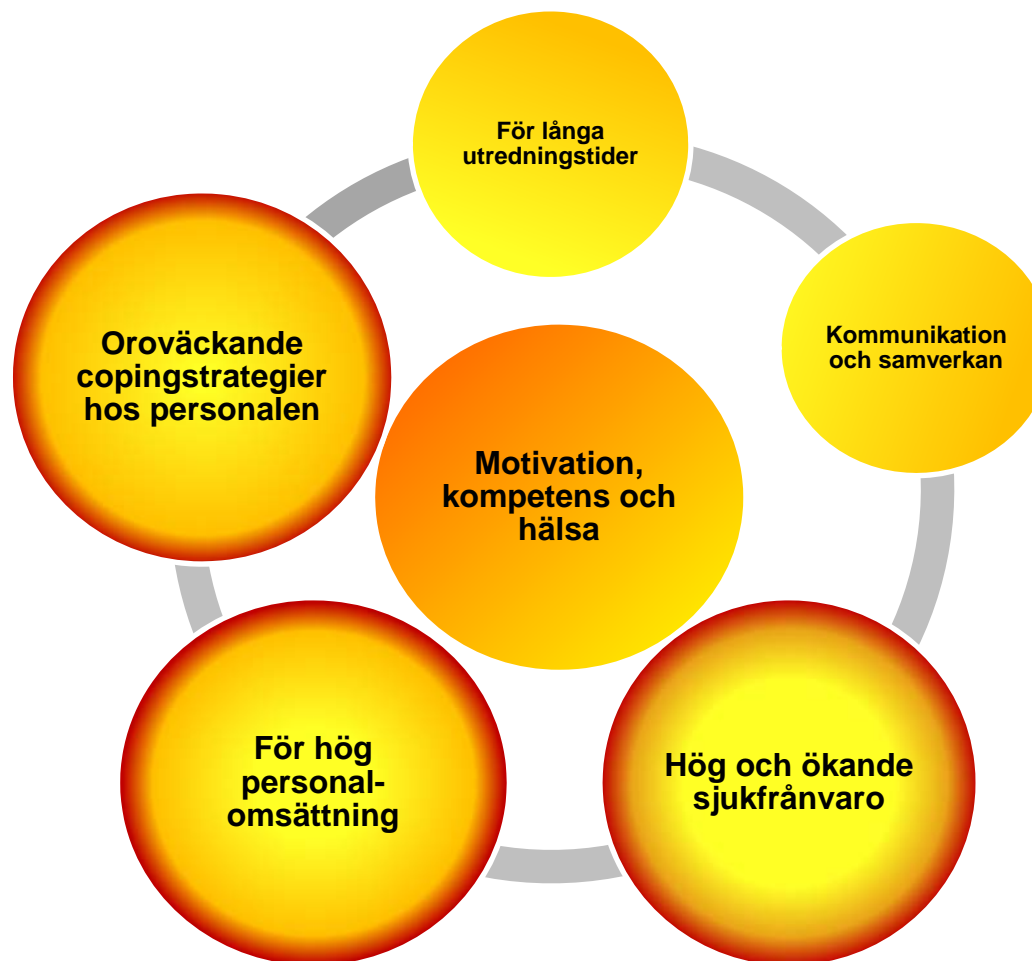 För långa
utredningstider
Kommunikation
och samverkan
Oroväckande
copingstrategier
hos personalen
Motivation,
kompetens och
hälsa
För hög
personal-
omsättning
Hög och ökande
sjukfrånvaro